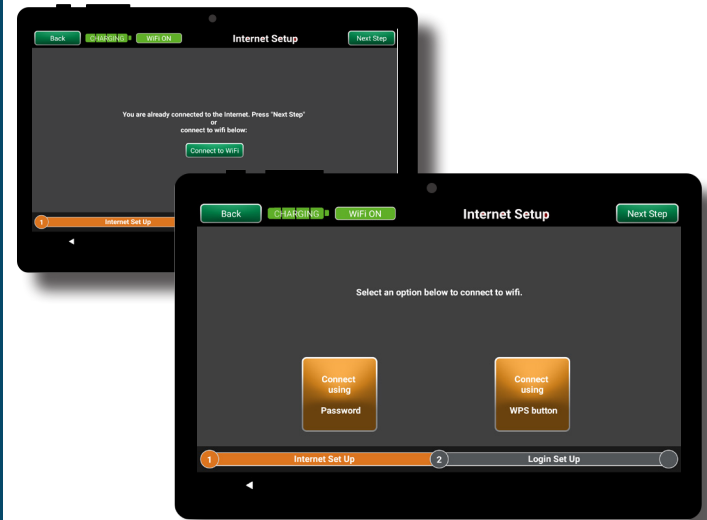 Back CHARGING WIFI ON Internet Setup Next Step
You are already connected to the Internet. Press "Next Step"
or
connect to wifi below:
Connect to WiFi
1 Internet Set Up
Back CHARGING WIFI ON Internet Setup Next Step
Select an option below to connect to wifi.
Connect
using
Password
Connect
using
WPS button
1 Internet Set Up 2 Login Set Up